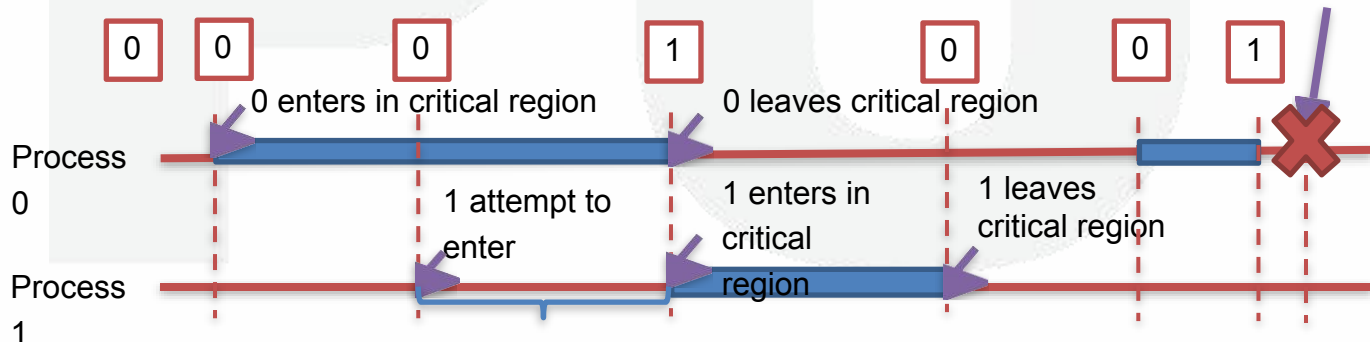 0 0 0 1 0 0 1
0 enters in critical region 0 leaves critical region
Process
0
1 attempt to
enter
1 enters in
critical
region
1 leaves
critical region
Process
1